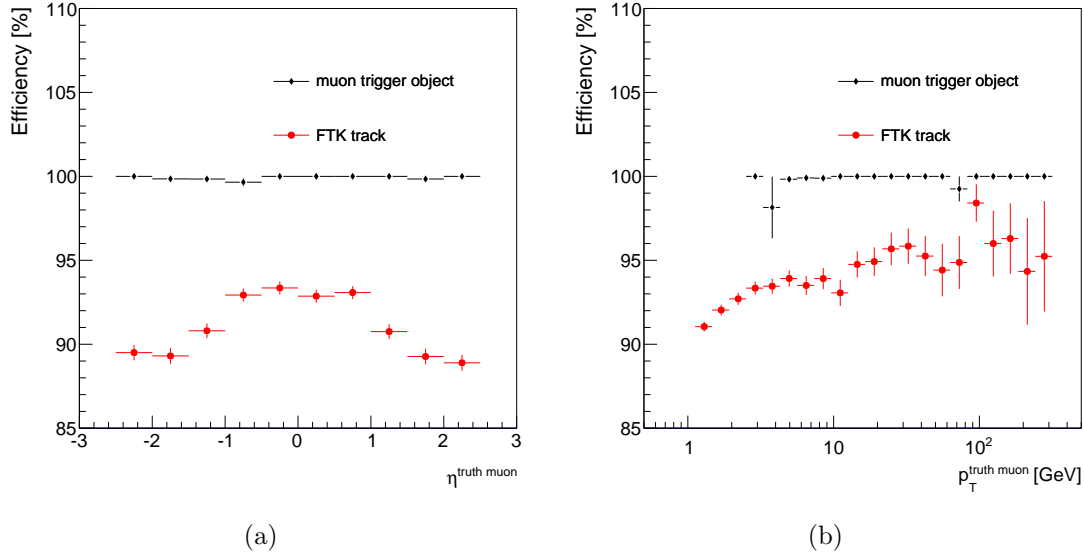 Efficiency [%]
110
105
100
95
90
85
muon trigger object
FTK track
-3 -2 -1 0 1 2 3
η^truth muon
(a)
Efficiency [%]
110
105
100
95
90
85
muon trigger object
FTK track
1 10 10²
p_T^truth muon [GeV]
(b)